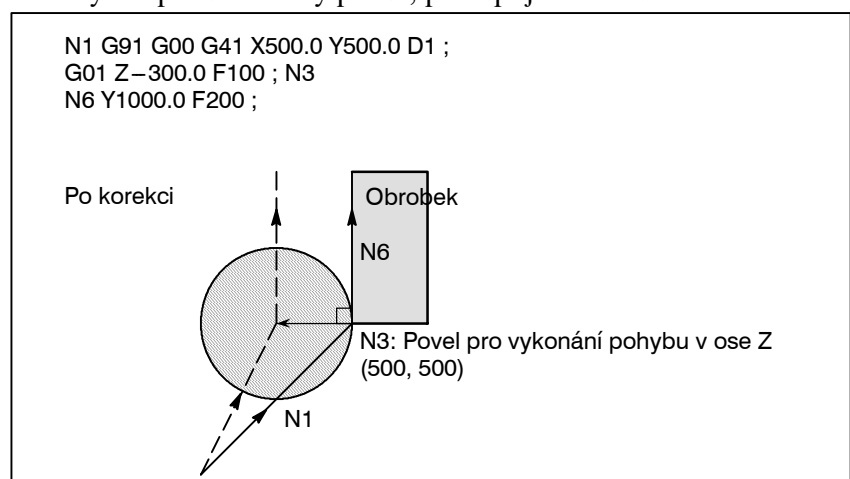 N1 G91 G00 G41 X500.0 Y500.0 D1 ;
G01 Z–300.0 F100 ; N3
N6 Y1000.0 F200 ;
Po korekci
Obrobek
N6
N3: Povel pro vykonání pohybu v ose Z
(500, 500)
N1